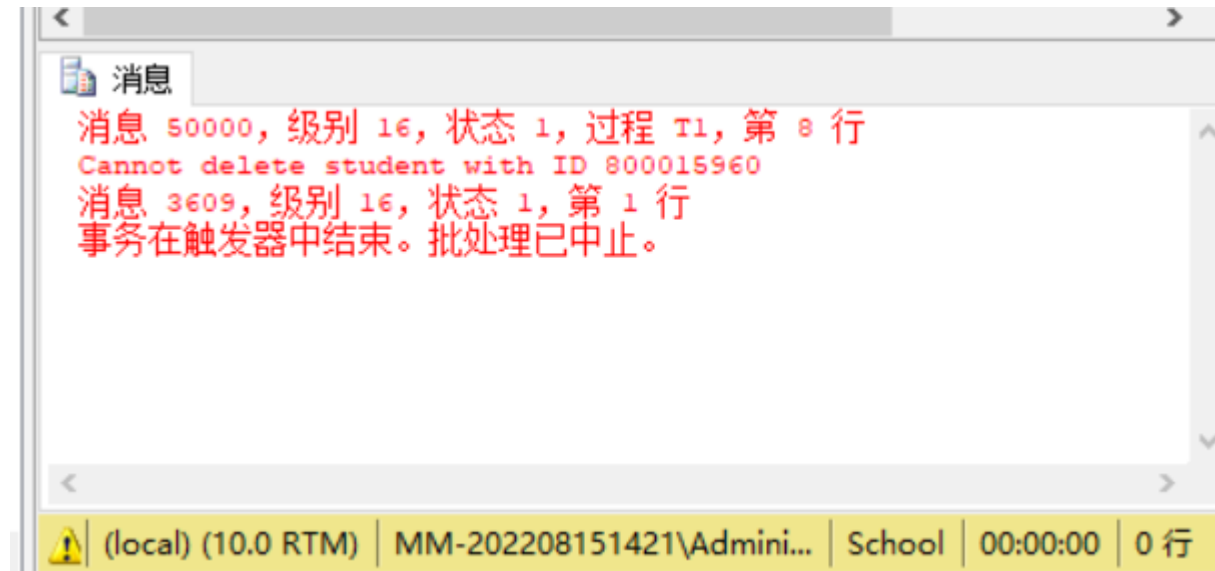 消息
消息 50000，级别 16，状态 1，过程 T1，第 8 行
Cannot delete student with ID 800015960
消息 3609，级别 16，状态 1，第 1 行
事务在触发器中结束。批处理已中止。
(local) (10.0 RTM) MM-202208151421\Admini... School 00:00:00 0 行